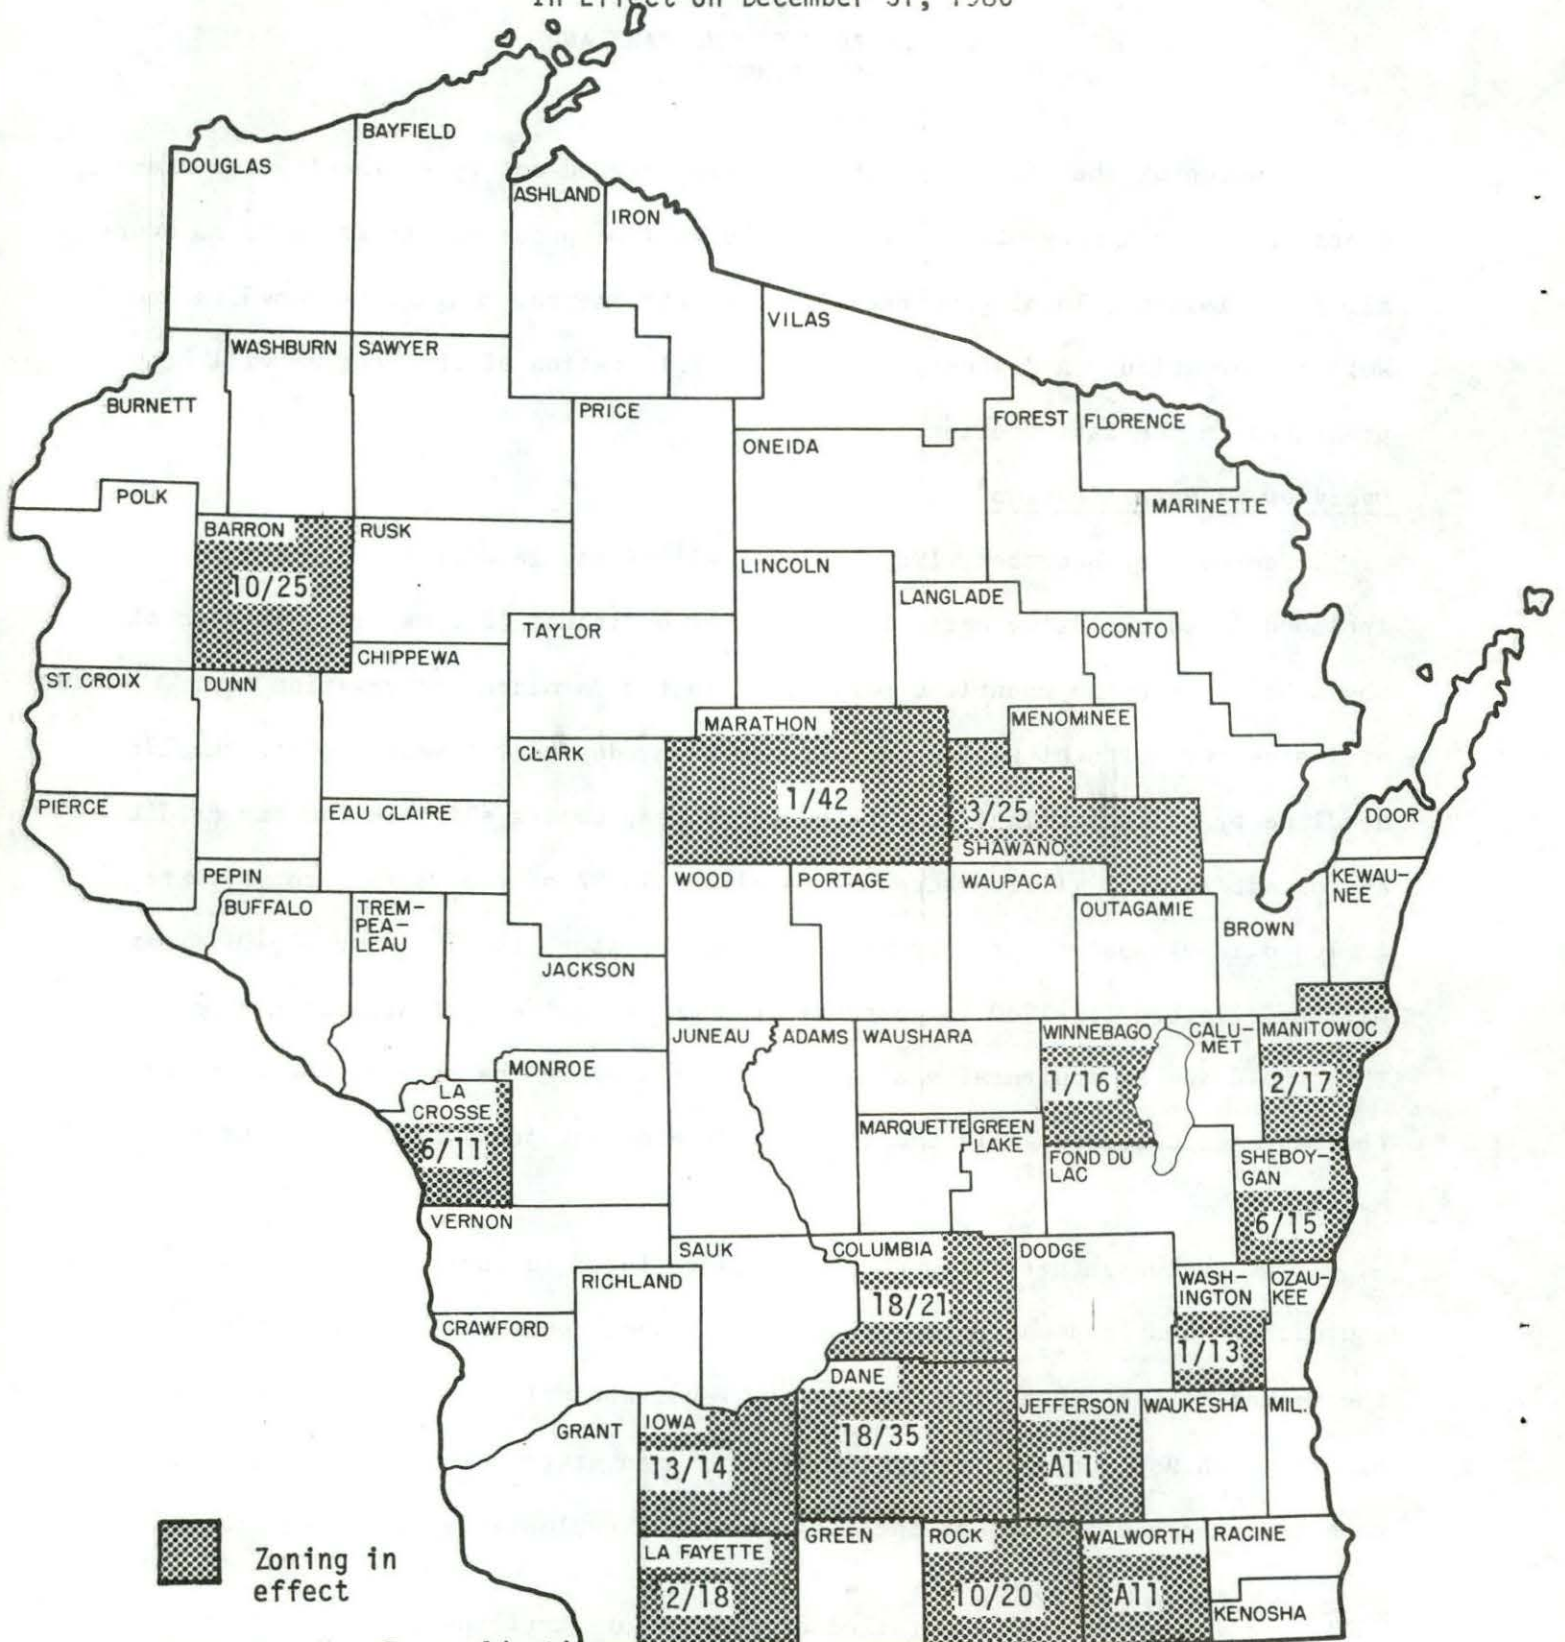 In Effect on December 31, 1980
BAYFIELD
DOUGLAS
ASHLAND
IRON
VILAS
WASHBURN
SAWYER
BURNETT
PRICE
FOREST
FLORENCE
ONEIDA
POLK
MARINETTE
BARRON
10/25
RUSK
LINCOLN
LANGLADE
TAYLOR
OCONTO
CHIPPEWA
ST. CROIX
DUNN
MARATHON
1/42
MENOMINEE
CLARK
3/25
SHAWANO
PIERCE
EAU CLAIRE
DOOR
PEPIN
WOOD
PORTAGE
WAUPACA
KEWAU-
NEE
BUFFALO
TREM-
PEA-
LEAU
OUTAGAMIE
BROWN
JACKSON
JUNEAU
ADAMS
WAUSHARA
WINNEBAGO
1/16
CALU-
MET
MANITOWOC
2/17
MONROE
LA
CROSSE
6/11
MARQUETTE
GREEN
LAKE
FOND DU
LAC
SHEBOY-
GAN
6/15
VERNON
SAUK
COLUMBIA
18/21
DODGE
RICHLAND
WASH-
INGTON
1/13
OZAU-
KEE
CRAWFORD
DANE
18/35
JEFFERSON
All
WAUKESHA
MIL.
GRANT
IOWA
13/14
GREEN
ROCK
10/20
WALWORTH
All
RACINE
LA FAYETTE
2/18
KENOSHA
Zoning in
effect